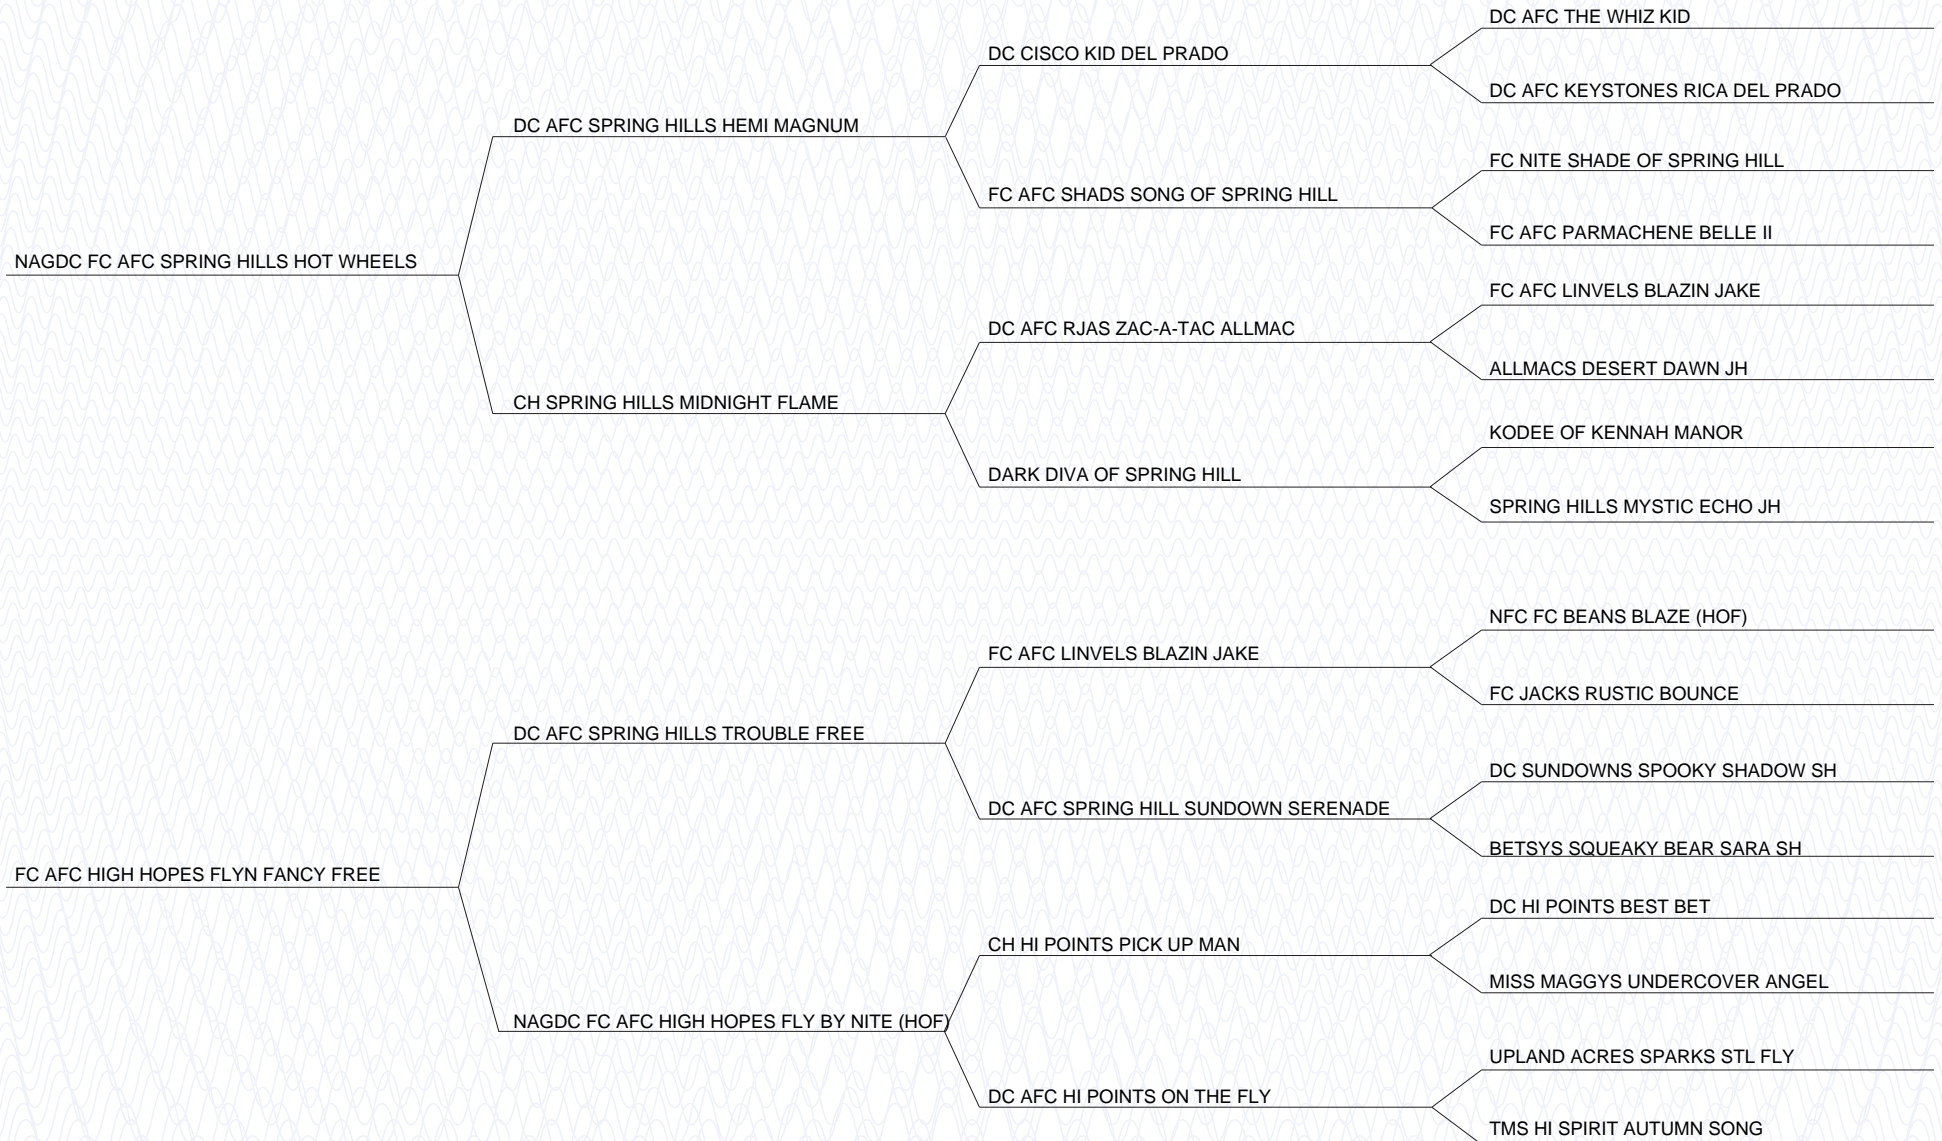 DC AFC THE WHIZ KID
DC CISCO KID DEL PRADO
DC AFC KEYSTONES RICA DEL PRADO
DC AFC SPRING HILLS HEMI MAGNUM
FC NITE SHADE OF SPRING HILL
FC AFC SHADS SONG OF SPRING HILL
FC AFC PARMACHENE BELLE II
NAGDC FC AFC SPRING HILLS HOT WHEELS
FC AFC LINVELS BLAZIN JAKE
DC AFC RJAS ZAC-A-TAC ALLMAC
ALLMACS DESERT DAWN JH
CH SPRING HILLS MIDNIGHT FLAME
KODEE OF KENNAH MANOR
DARK DIVA OF SPRING HILL
SPRING HILLS MYSTIC ECHO JH
NFC FC BEANS BLAZE (HOF)
FC AFC LINVELS BLAZIN JAKE
FC JACKS RUSTIC BOUNCE
DC AFC SPRING HILLS TROUBLE FREE
DC SUNDOWNS SPOOKY SHADOW SH
DC AFC SPRING HILL SUNDOWN SERENADE
BETSYS SQUEAKY BEAR SARA SH
FC AFC HIGH HOPES FLYN FANCY FREE
DC HI POINTS BEST BET
CH HI POINTS PICK UP MAN
MISS MAGGYS UNDERCOVER ANGEL
NAGDC FC AFC HIGH HOPES FLY BY NITE (HOF)
UPLAND ACRES SPARKS STL FLY
DC AFC HI POINTS ON THE FLY
TMS HI SPIRIT AUTUMN SONG